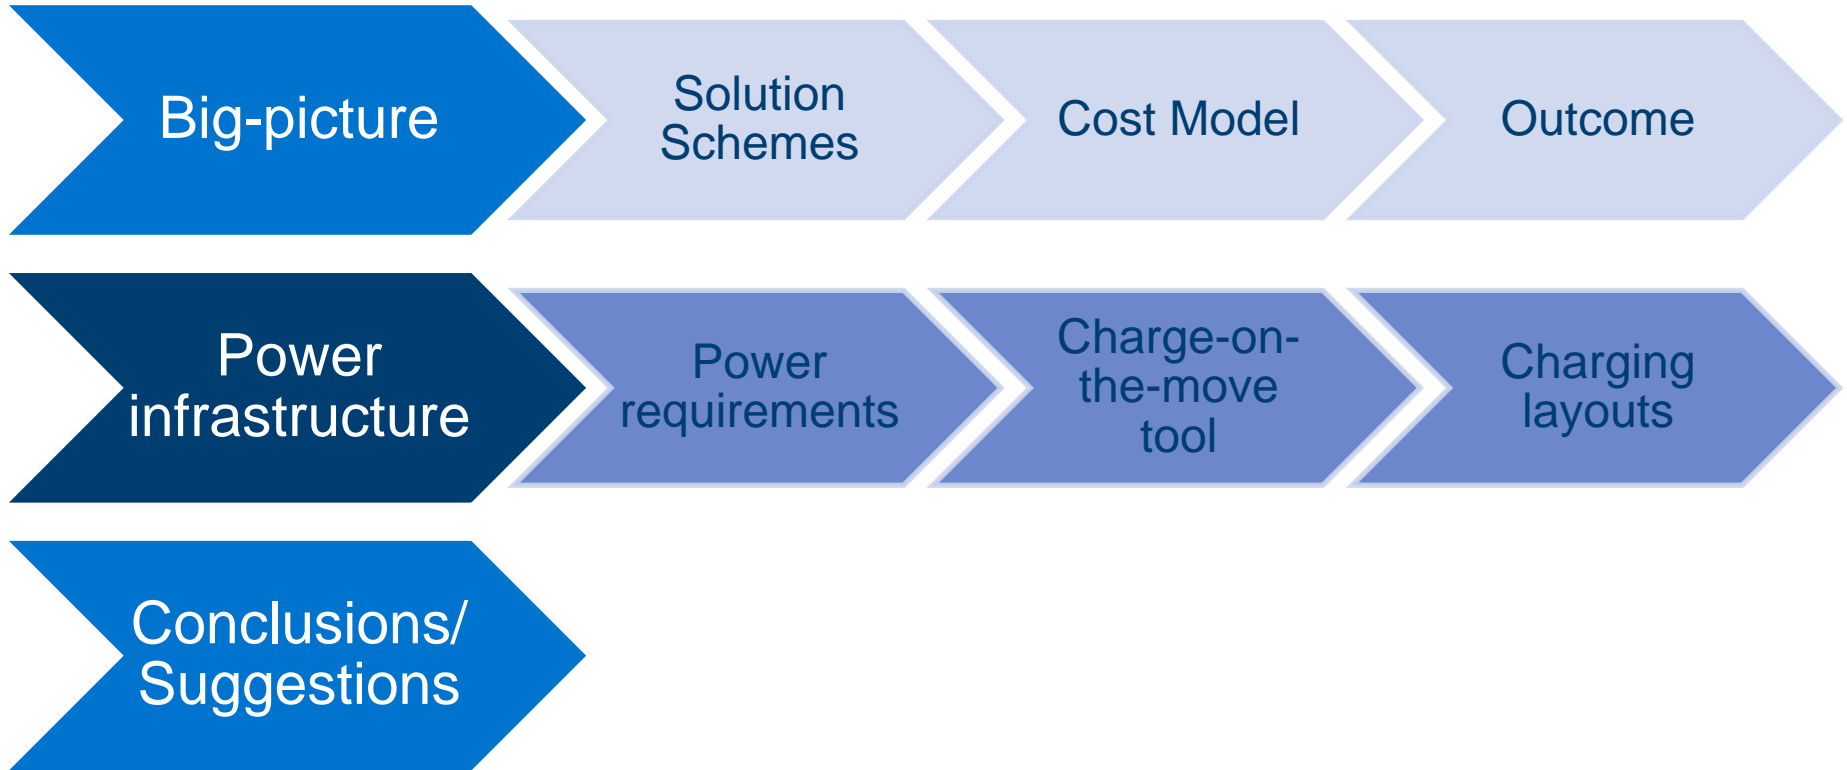 Big-picture
Solution
Schemes
Cost Model
Outcome
Power
infrastructure
Power
requirements
Charge-on-
the-move
tool
Charging
layouts
Conclusions/
Suggestions